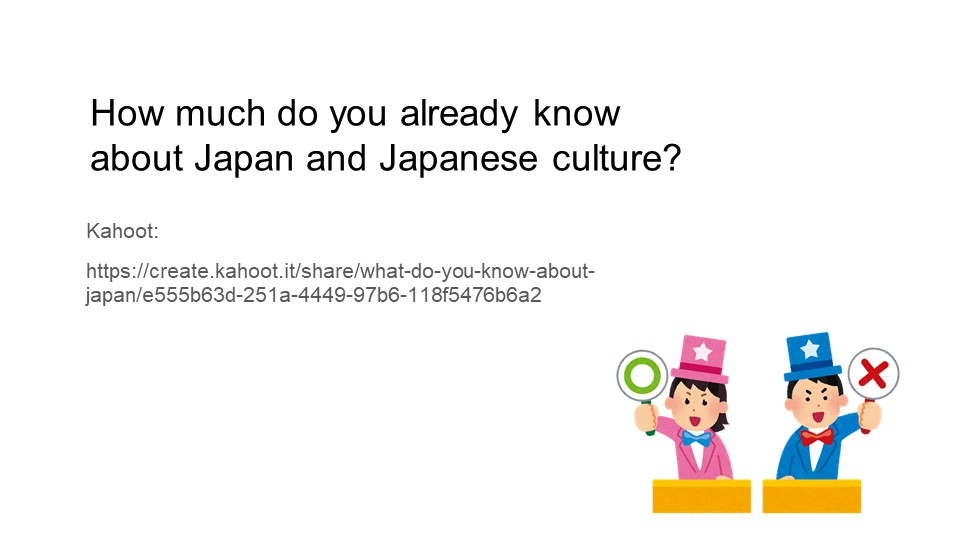 How much do you already know
about Japan and Japanese culture?
Kahoot:
https://create.kahoot.it/share/what-do-you-know-about-
japan/e555b63d-251a-4449-97b6-118f5476b6a2